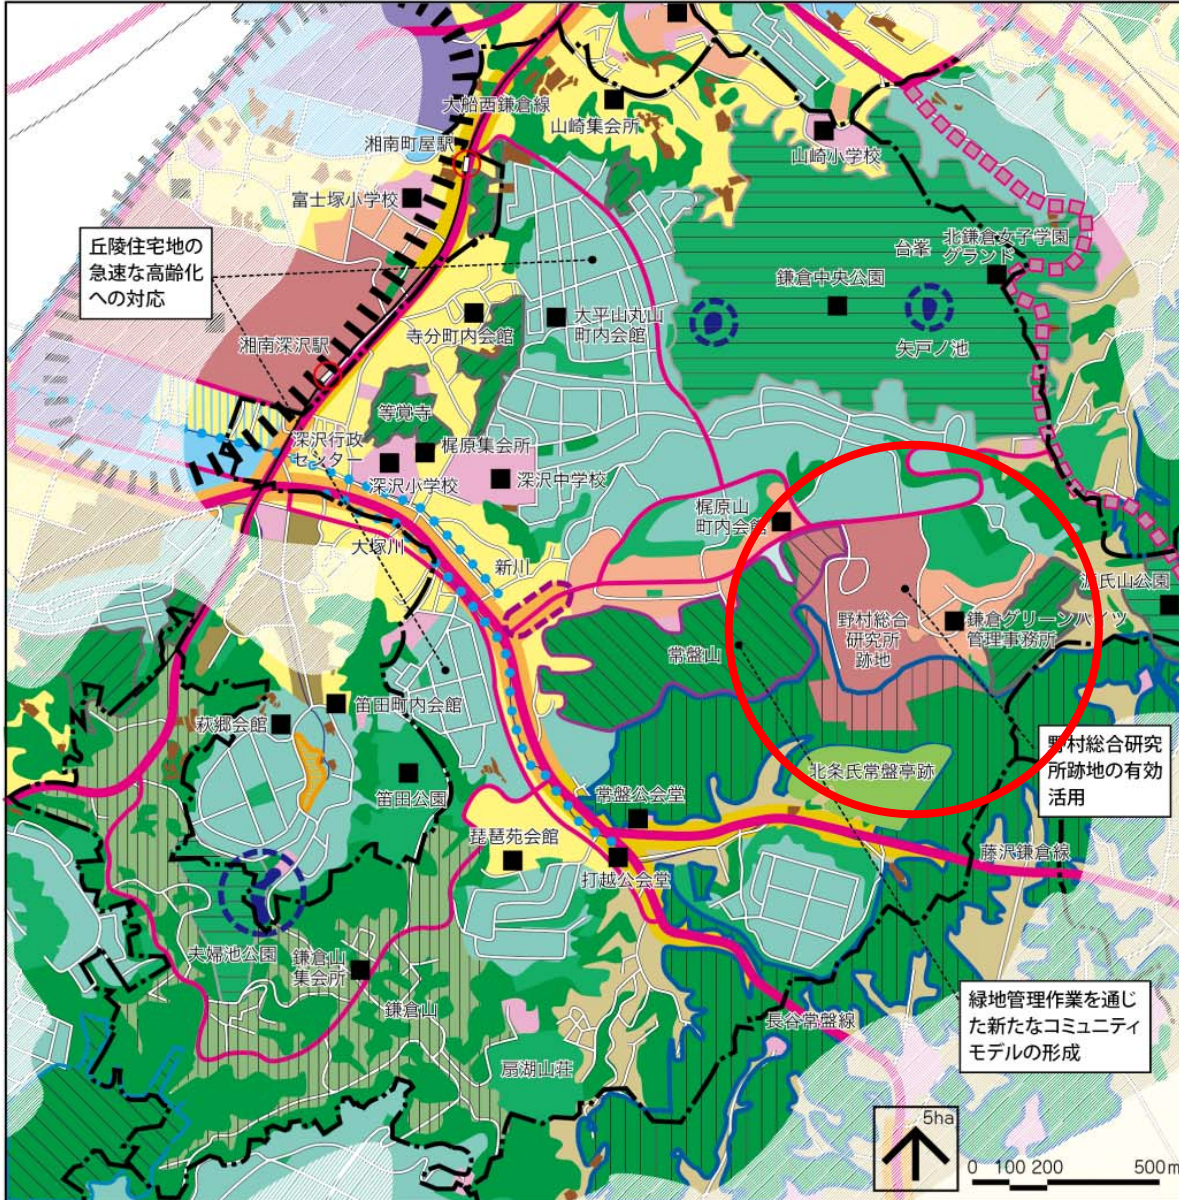 大船西鎌倉線
山崎集会所
湘南町屋駅
山崎小学校
富士塚小学校
丘陵住宅地の
急速な高齢化
への対応
台峯
北鎌倉女子学園
グランド
鎌倉中央公園
寺分町内会館
太平山丸山
町内会館
湘南深沢駅
矢戸ノ池
等覚寺
深沢行政
センター
梶原集会所
深沢小学校
深沢中学校
梶原山
町内会館
大塚川
新川
源氏山公園
野村総合
研究所
跡地
鎌倉グリーンハイツ
管理事務所
常盤山
笛田町内会館
萩郷会館
野村総合研究
所跡地の有効
活用
北条氏常盤亭跡
笛田公園
常盤公会堂
琵琶苑会館
藤沢鎌倉線
打越公会堂
夫婦池公園
鎌倉山
集会所
鎌倉山
緑地管理作業を通じ
た新たなコミュニティ
モデルの形成
長谷常盤線
扇湖山荘
5ha
0 100 200 500m